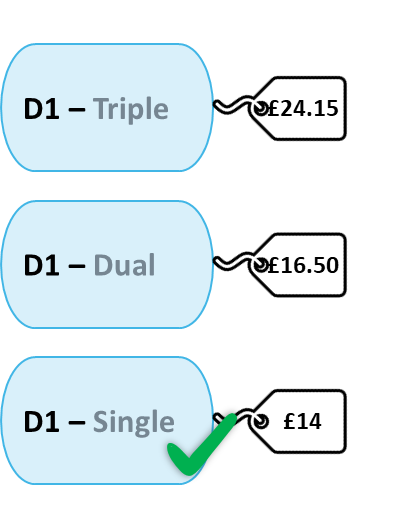 D1 – Triple
£24.15
D1 – Dual
£16.50
D1 – Single
£14